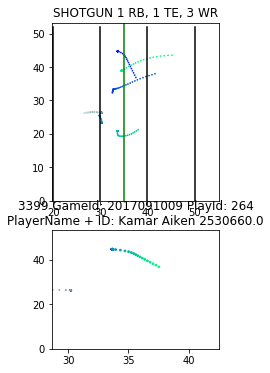 SHOTGUN 1 RB, 1 TE, 3 WR
50
40
30
20
10
0
20 30 40 50
3399 GameId: 2017091009 PlayId: 264
PlayerName + ID: Kamar Aiken 2530660.0
40
20
0
30 35 40